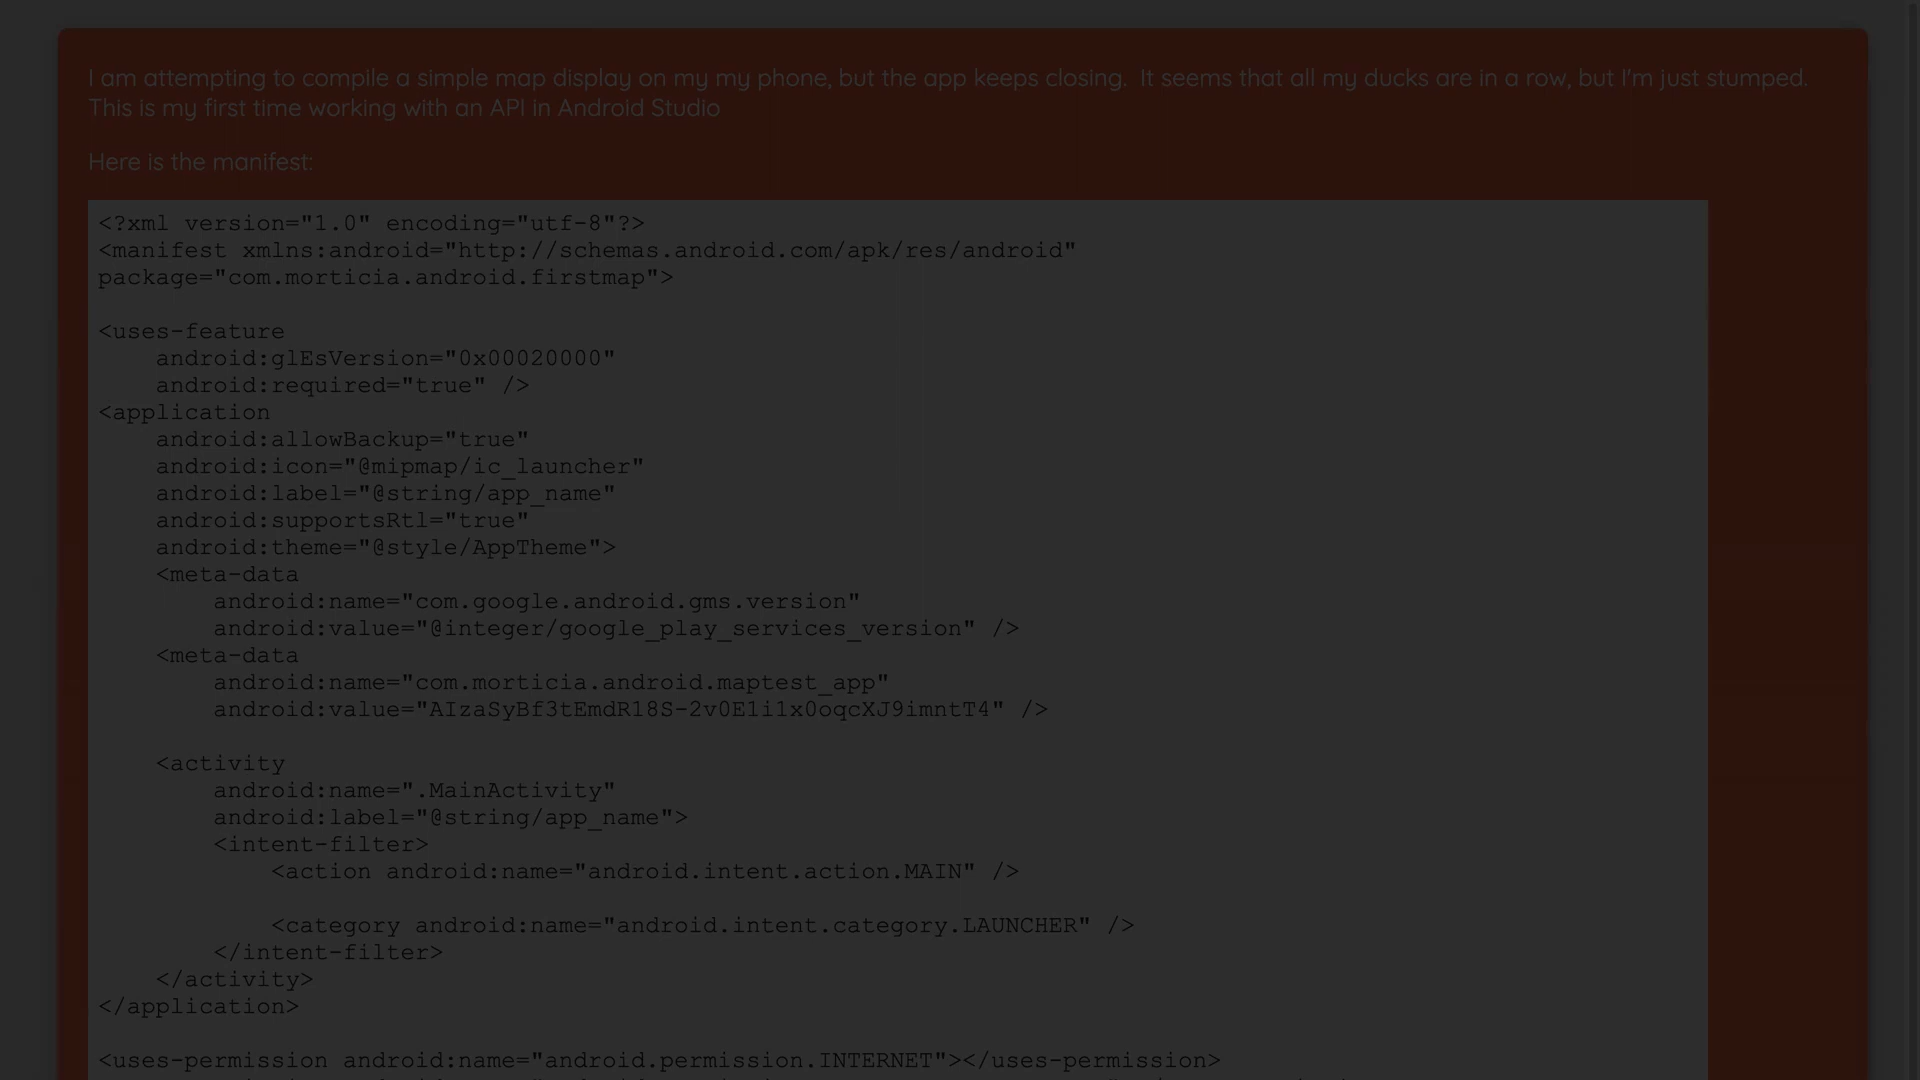 I am attempting to compile a simple map display on my my phone, but the app keeps closing.  It seems that all my ducks are in a row, but I'm just stumped.
This is my first time working with an API in Android Studio
Here is the manifest:
<?xml version="1.0" encoding="utf-8"?>
<manifest xmlns:android="http://schemas.android.com/apk/res/android"
package="com.morticia.android.firstmap">
<uses-feature
    android:glEsVersion="0x00020000"
    android:required="true" />
<application
    android:allowBackup="true"
    android:icon="@mipmap/ic_launcher"
    android:label="@string/app_name"
    android:supportsRtl="true"
    android:theme="@style/AppTheme">
    <meta-data
        android:name="com.google.android.gms.version"
        android:value="@integer/google_play_services_version" />
    <meta-data
        android:name="com.morticia.android.maptest_app"
        android:value="AIzaSyBf3tEmdR18S-2v0E1i1x0oqcXJ9imntT4" />
    <activity
        android:name=".MainActivity"
        android:label="@string/app_name">
        <intent-filter>
            <action android:name="android.intent.action.MAIN" />
            <category android:name="android.intent.category.LAUNCHER" />
        </intent-filter>
    </activity>
</application>
<uses-permission android:name="android.permission.INTERNET"></uses-permission>